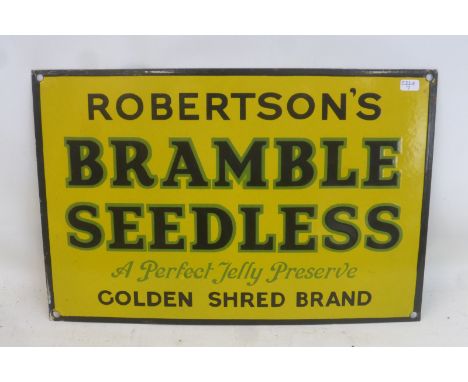 ROBERTSON'S
BRAMBLE
SEEDLESS
A Perfect Jelly Preserve
GOLDEN SHRED BRAND